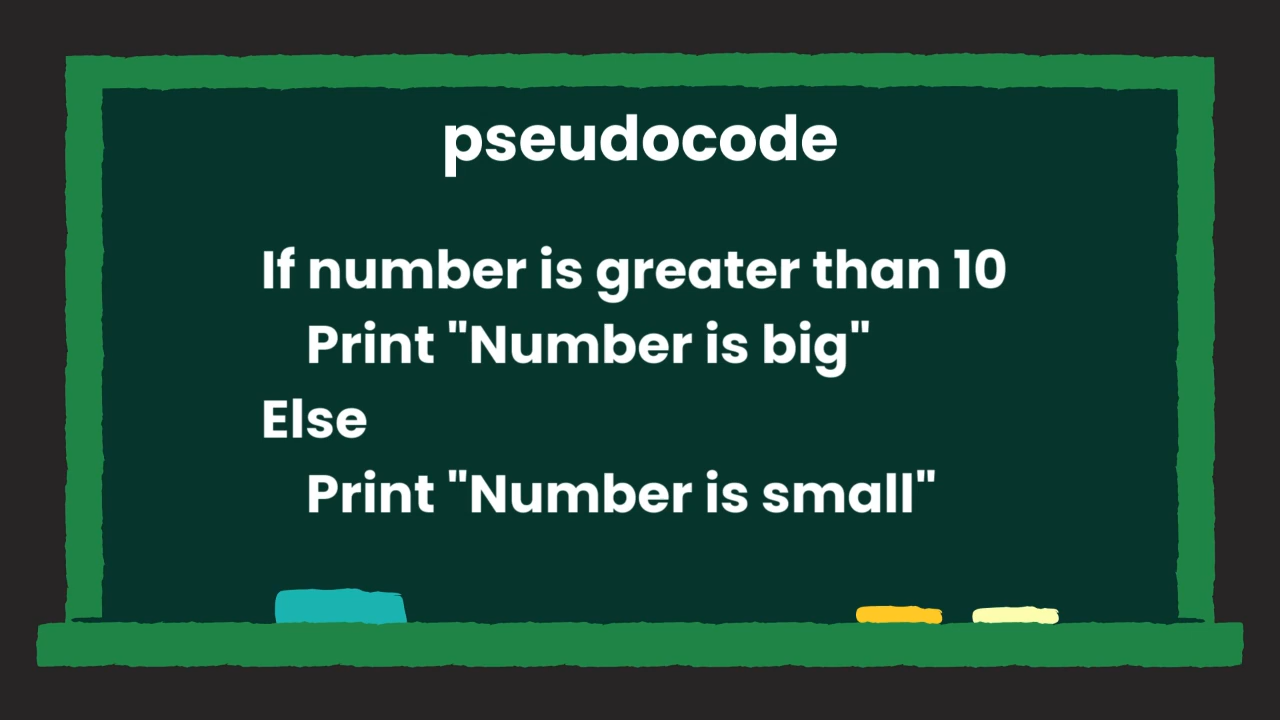 pseudocode
If number is greater than 10
Print "Number is big"
Else
Print "Number is small"